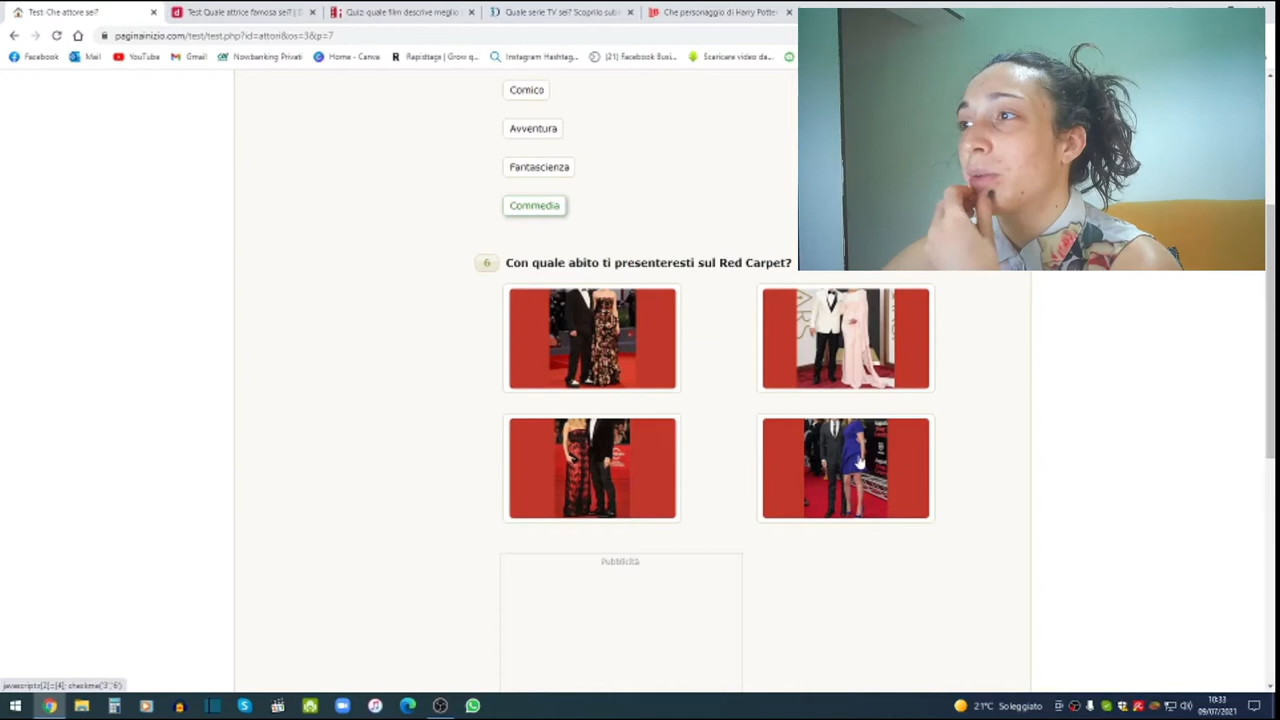 Test: Che attore sei?
Test Quale attrice famosa sei? |
Quiz: quale film descrive meglio
Quale serie TV sei? Scoprilo sul
Che personaggio di Harry Potte
paginainizio.com/test/test.php?id=attori&os=3&p=7
Facebook
Mail
YouTube
Gmail
Nowbanking Privati
Home - Canva
Rapidtags | Grow q...
Instagram Hashtag...
(21) Facebook Busi...
Scaricare video da...
Comico
Avventura
Fantascienza
Commedia
6
Con quale abito ti presenteresti sul Red Carpet?
Pubblicità
21°C Soleggiato
10:33
09/07/2021